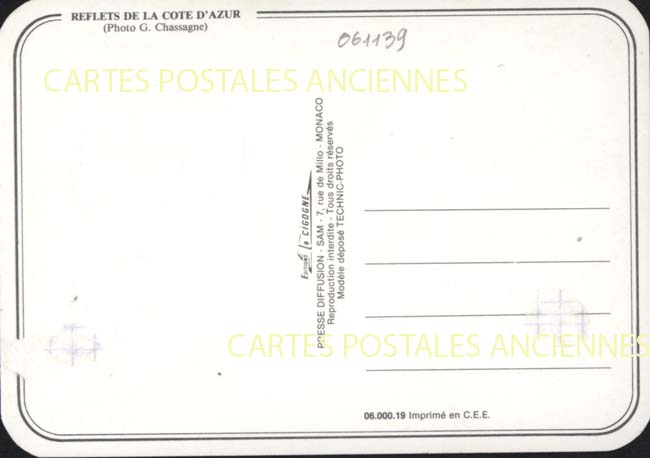 REFLETS DE LA COTE D'AZUR
(Photo G. Chassagne)
061139
CARTES POSTALES ANCIENNES
EDITIONS la CIGOGNE
PRESSE DIFFUSION - SAM - 7, rue de Millo - MONACO
Reproduction interdite - Tous droits réservés
Modèle déposé TECHNIC-PHOTO
CARTES POSTALES ANCIENNES
06.000.19 Imprimé en C.E.E.